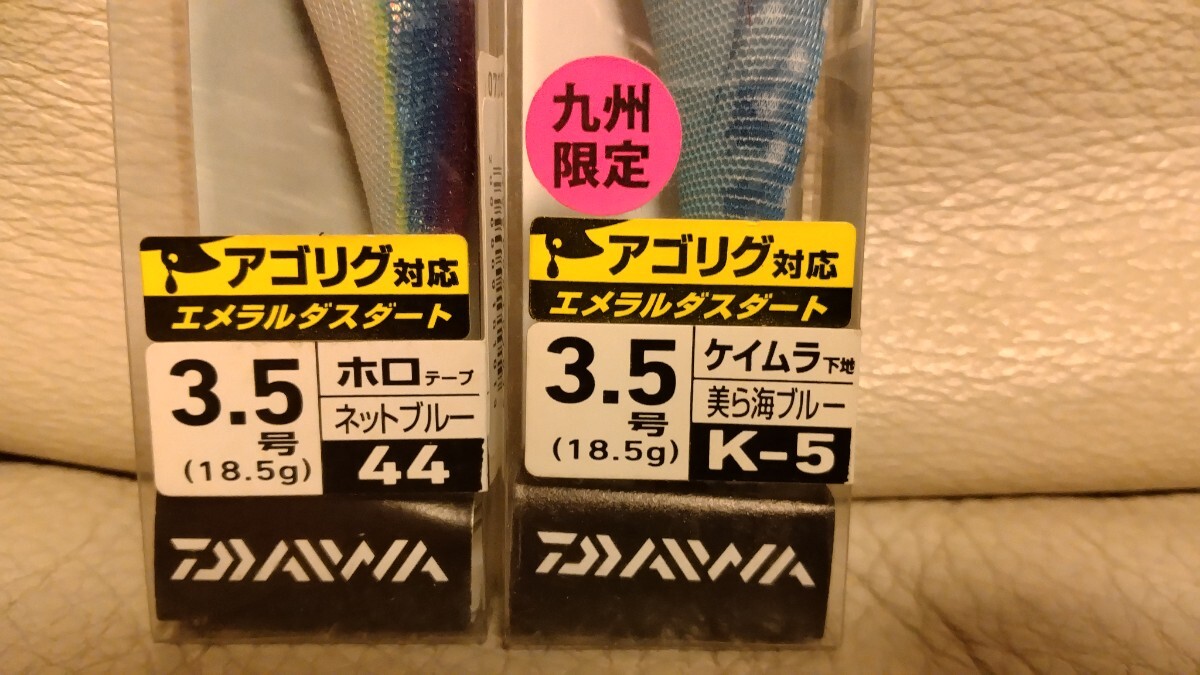 アゴリグ対応
エメラルダスダート
3.5号
(18.5g)
ホロテープ
ネットブルー
44
DAIWA
九州
限定
アゴリグ対応
エメラルダスダート
3.5号
(18.5g)
ケイムラ下地
美ら海ブルー
K-5
DAIWA